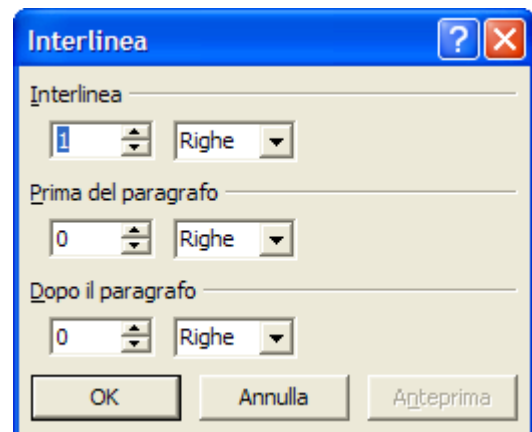 Interlinea
Interlinea
1 Righe
Prima del paragrafo
0 Righe
Dopo il paragrafo
0 Righe
OK Annulla Anteprima